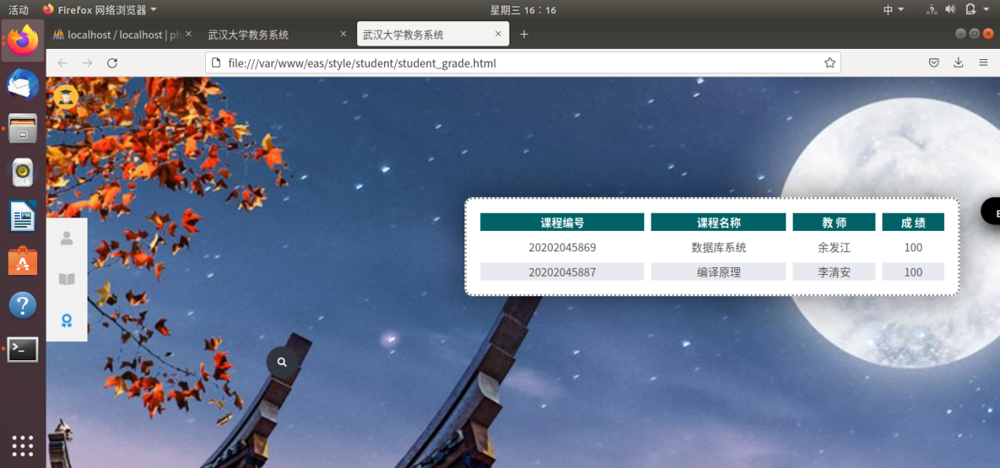 活动 Firefox 网络浏览器 星期三 16：16 中
localhost / localhost | ph
武汉大学教务系统
武汉大学教务系统
file:///var/www/eas/style/student/student_grade.html
课程编号 课程名称 教 师 成 绩
20202045869 数据库系统 余发江 100
20202045887 编译原理 李清安 100